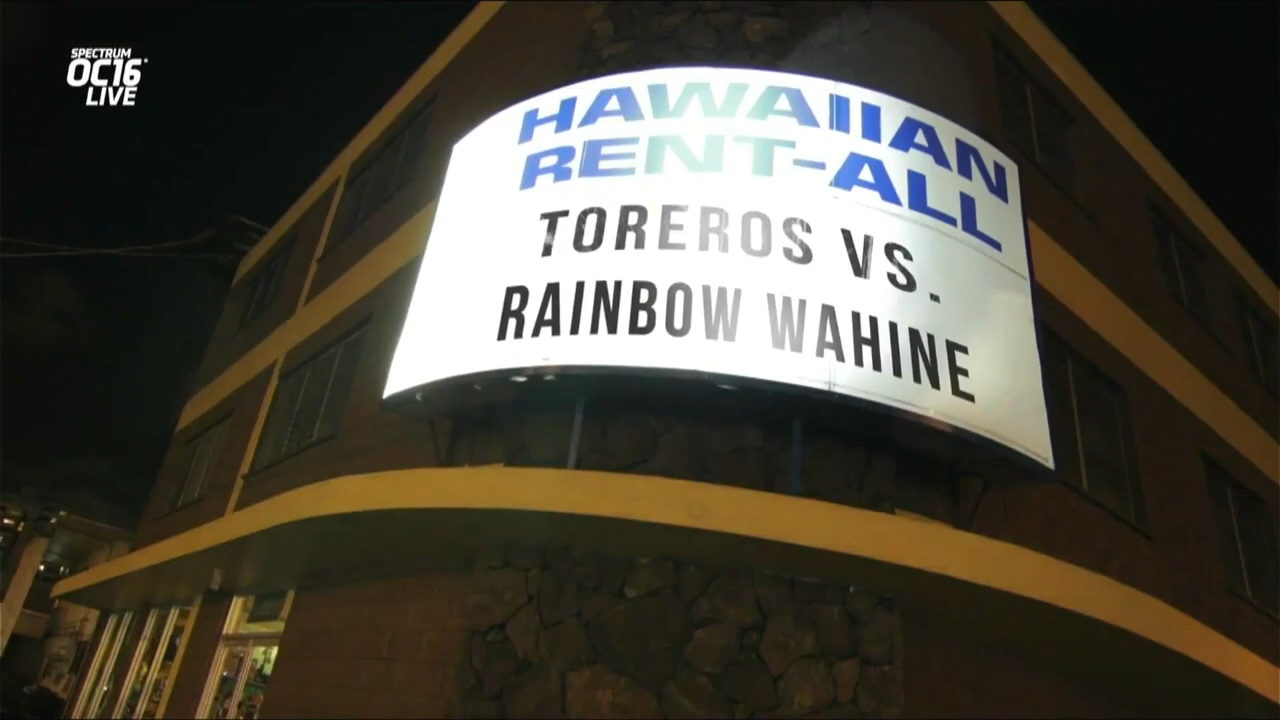 SPECTRUM
OC16
LIVE
HAWAIIAN
RENT-ALL
TOREROS VS.
RAINBOW WAHINE